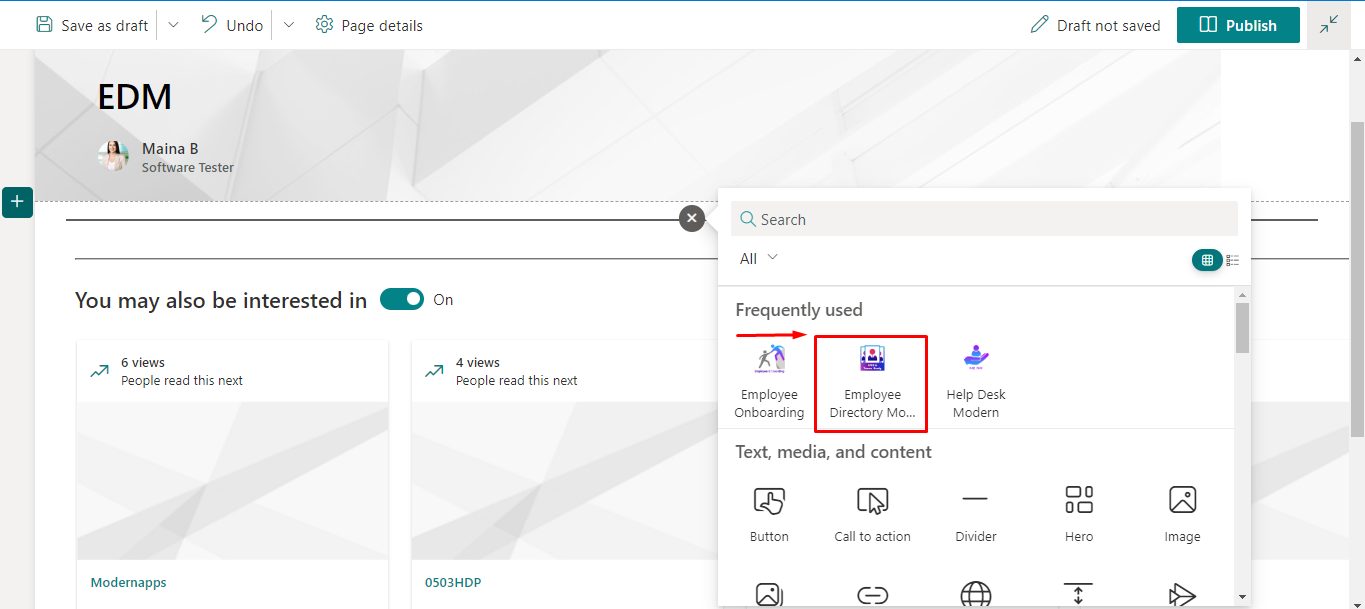 Save as draft
Undo
Page details
Draft not saved
Publish
EDM
Maina B
Software Tester
Search
All
You may also be interested in
On
Frequently used
6 views
People read this next
4 views
People read this next
Employee
Onboarding
Employee
Directory Mo...
Help Desk
Modern
Text, media, and content
Button
Call to action
Divider
Hero
Image
Modernapps
0503HDP